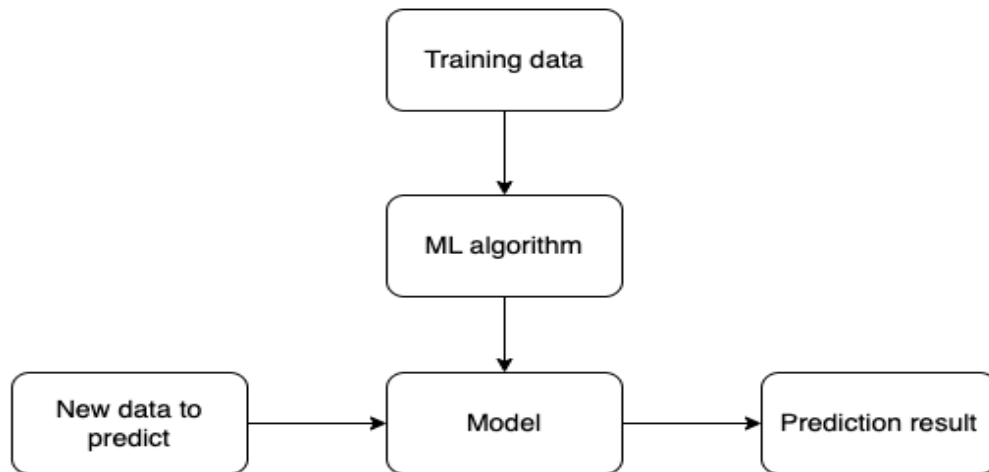 Training data
ML algorithm
New data to
predict
Model
Prediction result